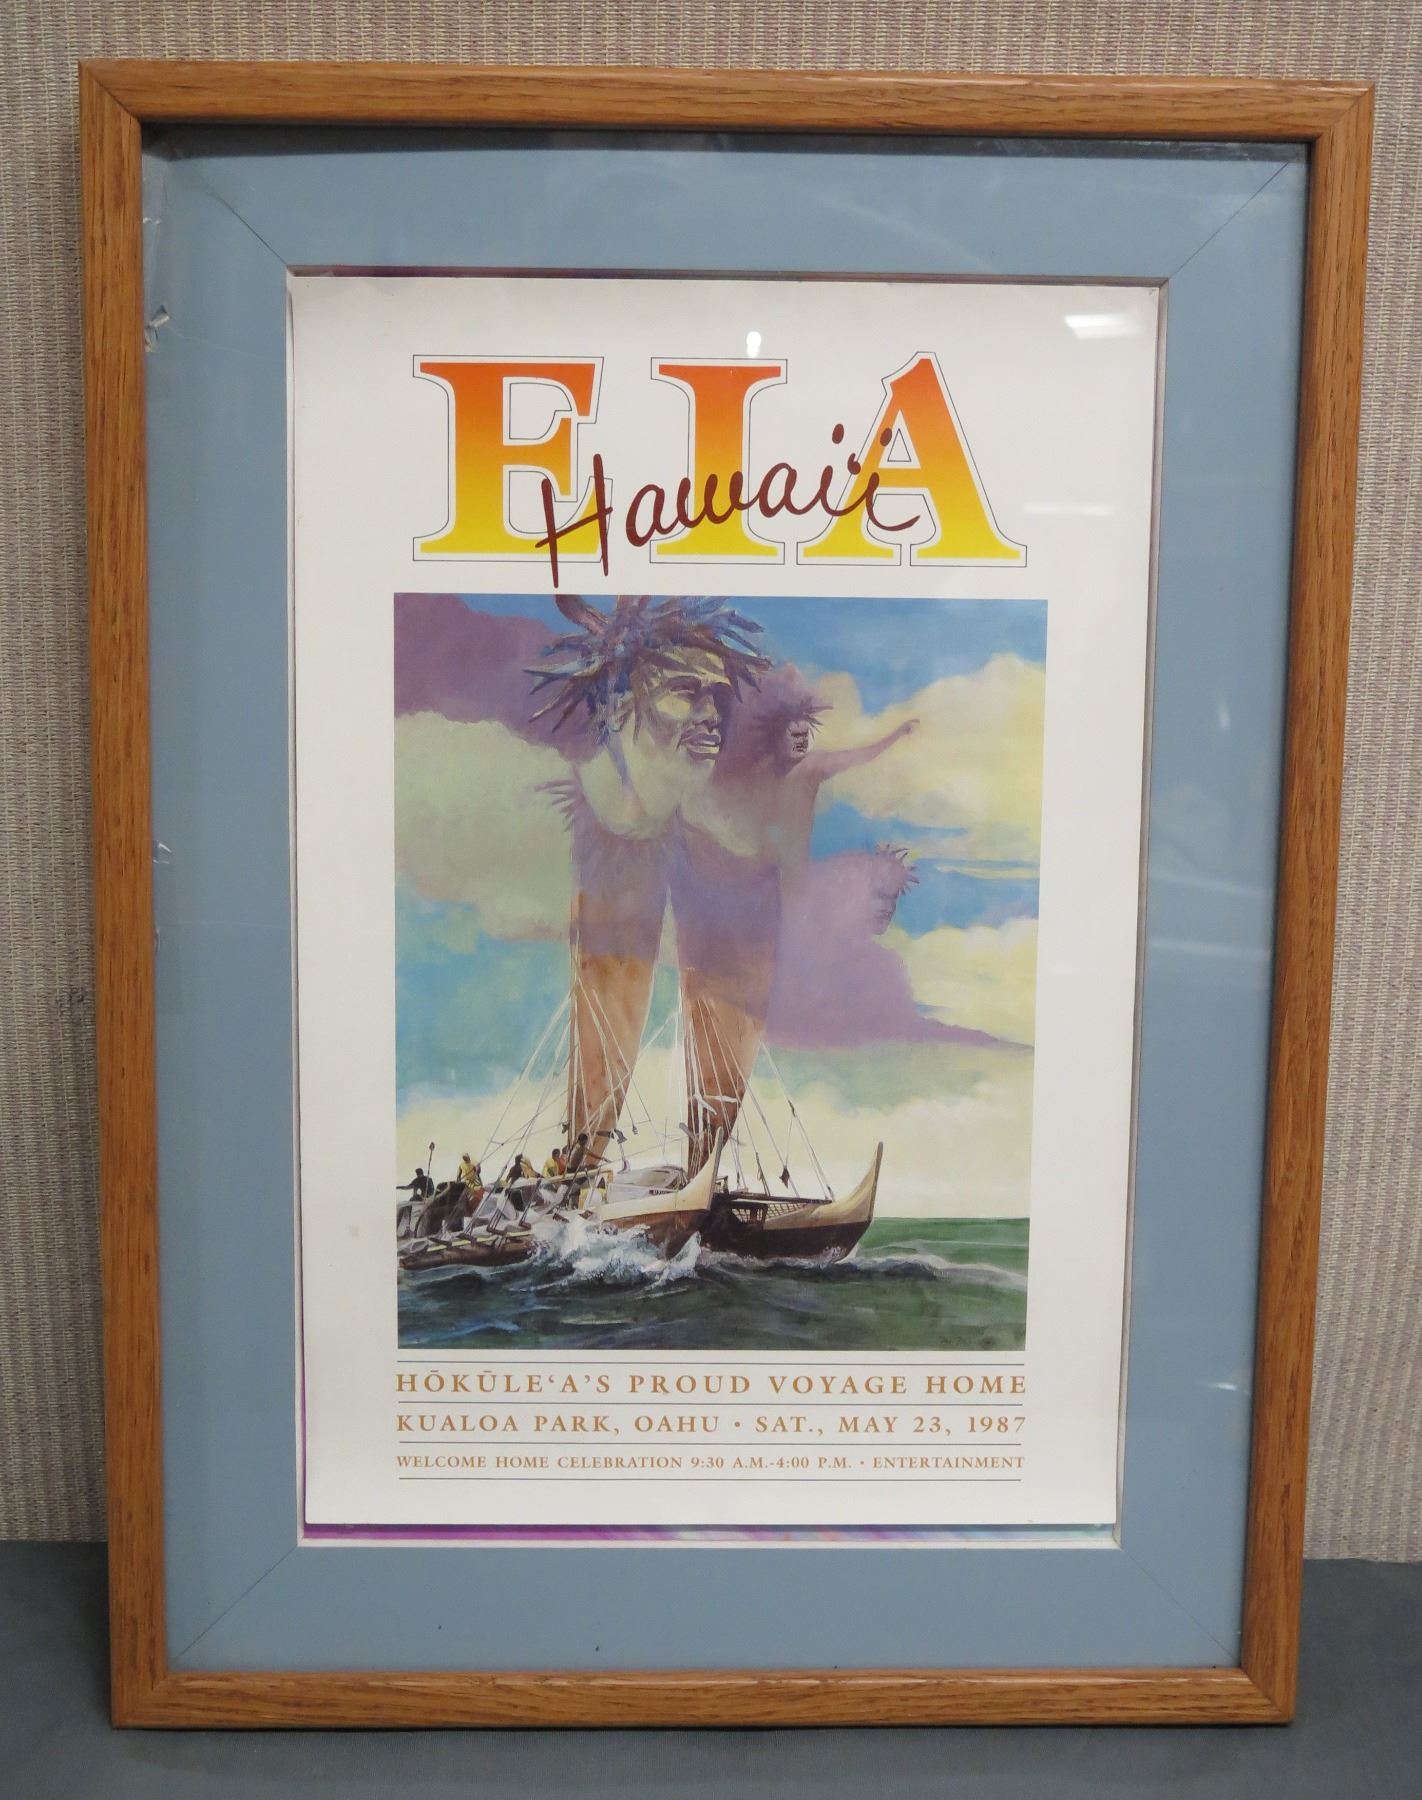 EIA
Hawai'i
HŌKŪLE‘A’S PROUD VOYAGE HOME
KUALOA PARK, OAHU • SAT., MAY 23, 1987
WELCOME HOME CELEBRATION 9:30 A.M.-4:00 P.M. • ENTERTAINMENT